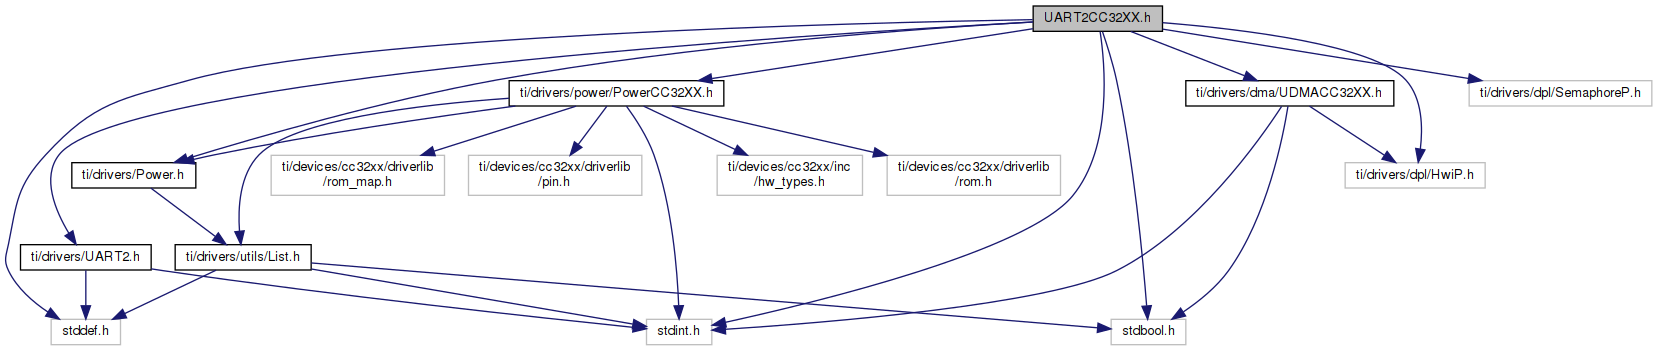 UART2CC32XX.h
ti/drivers/power/PowerCC32XX.h
ti/drivers/dma/UDMACC32XX.h
ti/drivers/dpl/SemaphoreP.h
ti/drivers/Power.h
ti/devices/cc32xx/driverlib
/rom_map.h
ti/devices/cc32xx/driverlib
/pin.h
ti/devices/cc32xx/inc
/hw_types.h
ti/devices/cc32xx/driverlib
/rom.h
ti/drivers/dpl/HwiP.h
ti/drivers/UART2.h
ti/drivers/utils/List.h
stddef.h
stdint.h
stdbool.h